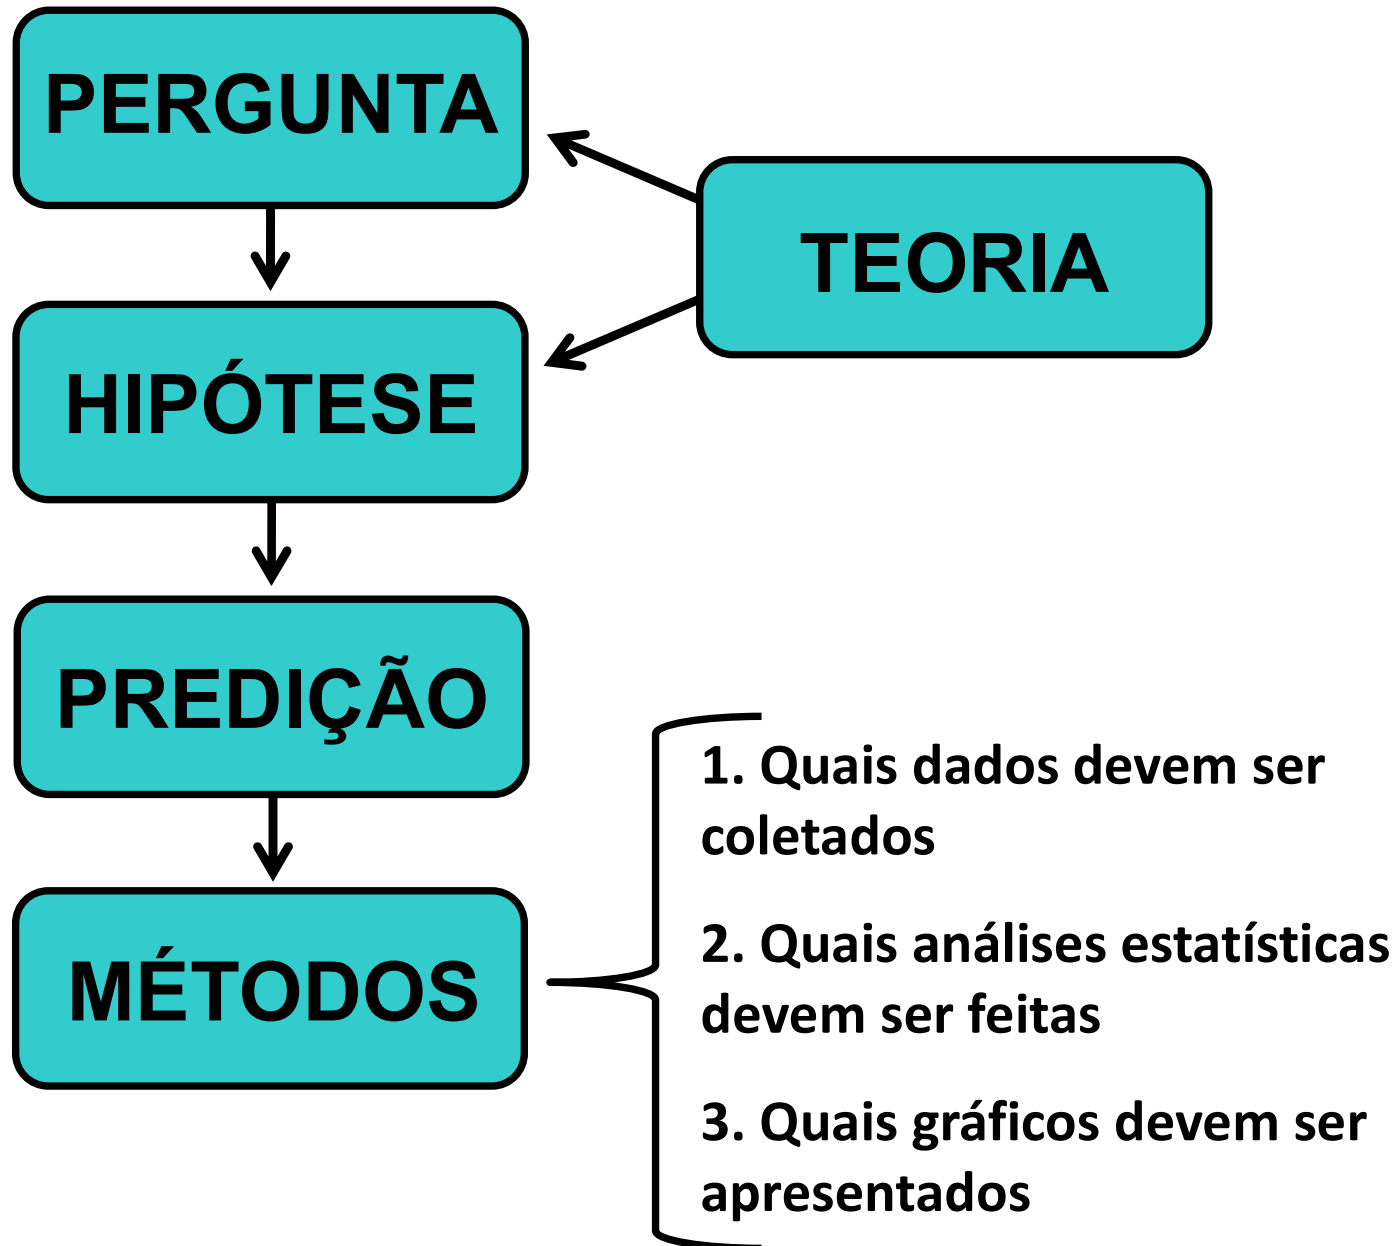 PERGUNTA
TEORIA
HIPÓTESE
PREDIÇÃO
MÉTODOS
1. Quais dados devem ser
coletados
2. Quais análises estatísticas
devem ser feitas
3. Quais gráficos devem ser
apresentados